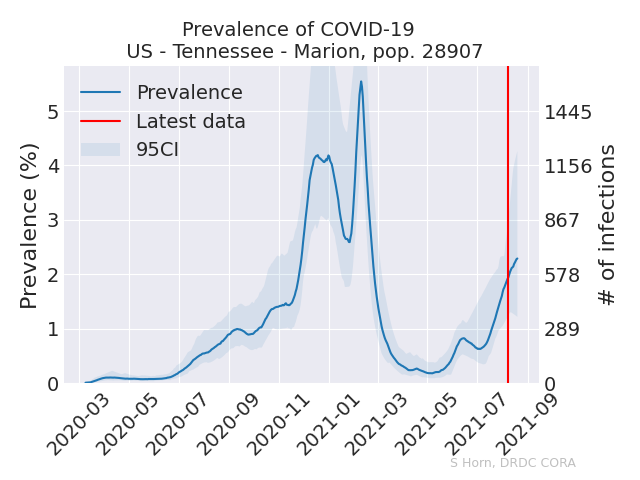 Prevalence of COVID-19
US - Tennessee - Marion, pop. 28907
Prevalence
Latest data
95CI
Prevalence (%)
5
4
3
2
1
0
1445
1156
867
578
289
0
# of infections
2020-03
2020-05
2020-07
2020-09
2020-11
2021-01
2021-03
2021-05
2021-07
2021-09
S Horn, DRDC CORA